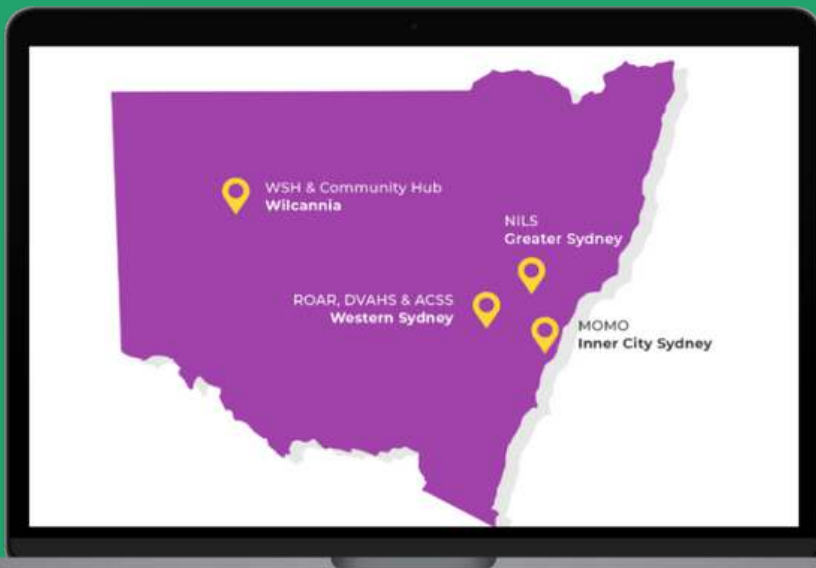 WSH & Community Hub
Wilcannia
NILS
Greater Sydney
ROAR, DVAHS & ACSS
Western Sydney
MOMO
Inner City Sydney